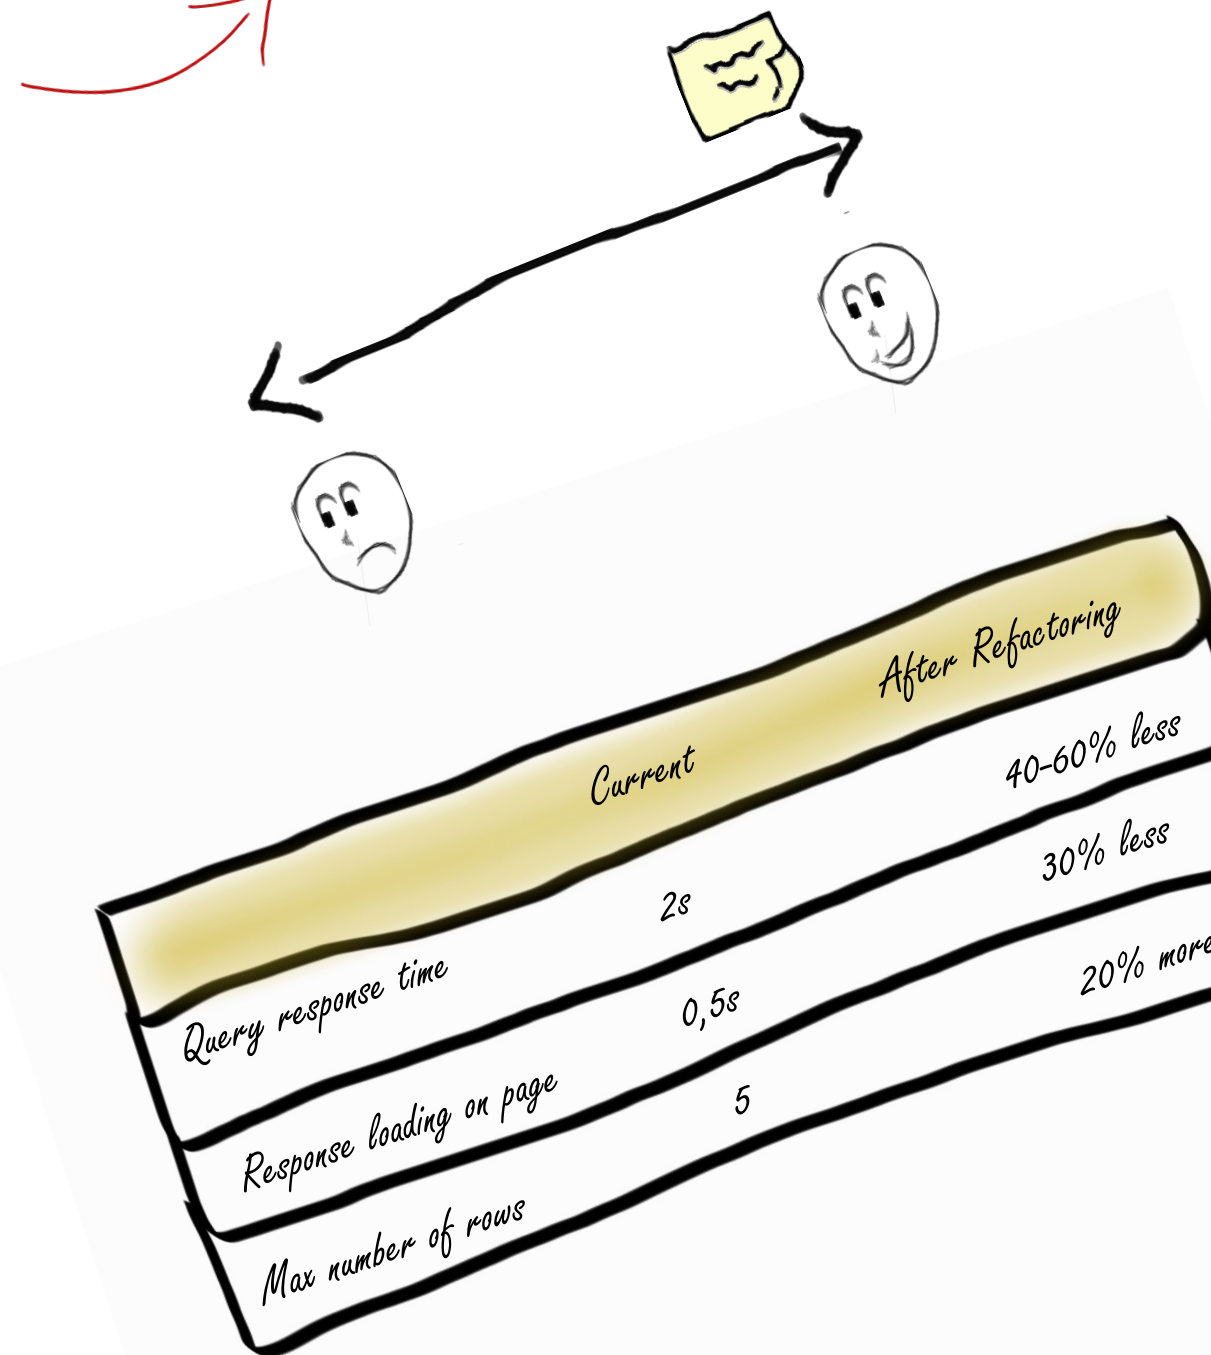 Current After Refactoring
Query response time 2s 40-60% less
Response loading on page 0,5s 30% less
Max number of rows 5 20% more